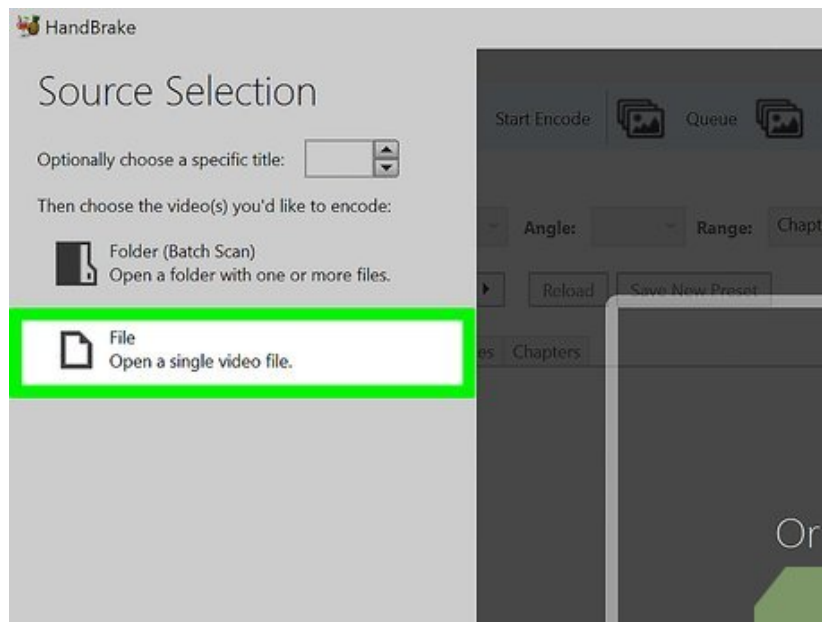 HandBrake
Source Selection
Start Encode
Queue
Optionally choose a specific title:
Then choose the video(s) you'd like to encode:
Angle:
Range:
Folder (Batch Scan)
Open a folder with one or more files.
Reload
Save New Preset
File
Open a single video file.
Chapters
Or